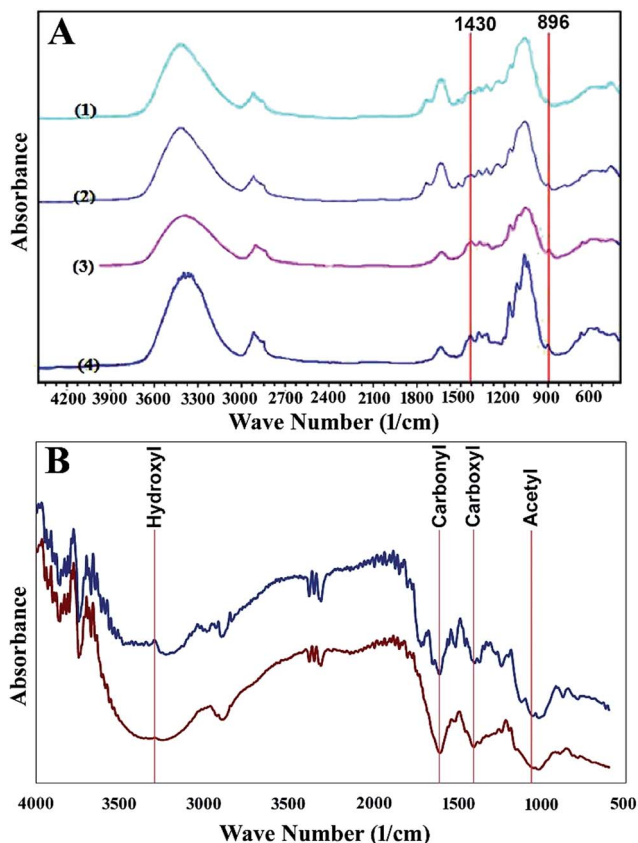 A
1430 896
(1)
(2)
(3)
(4)
Absorbance
4200 3900 3600 3300 3000 2700 2400 2100 1800 1500 1200 900 600
Wave Number (1/cm)
B
Hydroxyl
Carbonyl
Carboxyl
Acetyl
Absorbance
4000 3500 3000 3500 2000 1500 1000 500
Wave Number (1/cm)